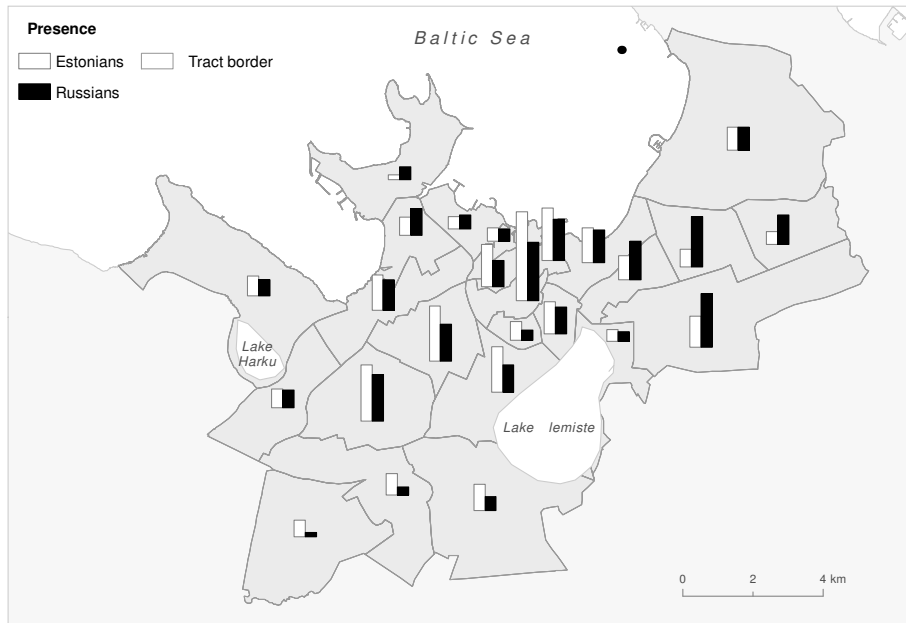 Presence
Baltic Sea
Estonians
Tract border
Russians
Lake
Harku
Lake lemiste
0 2 4 km